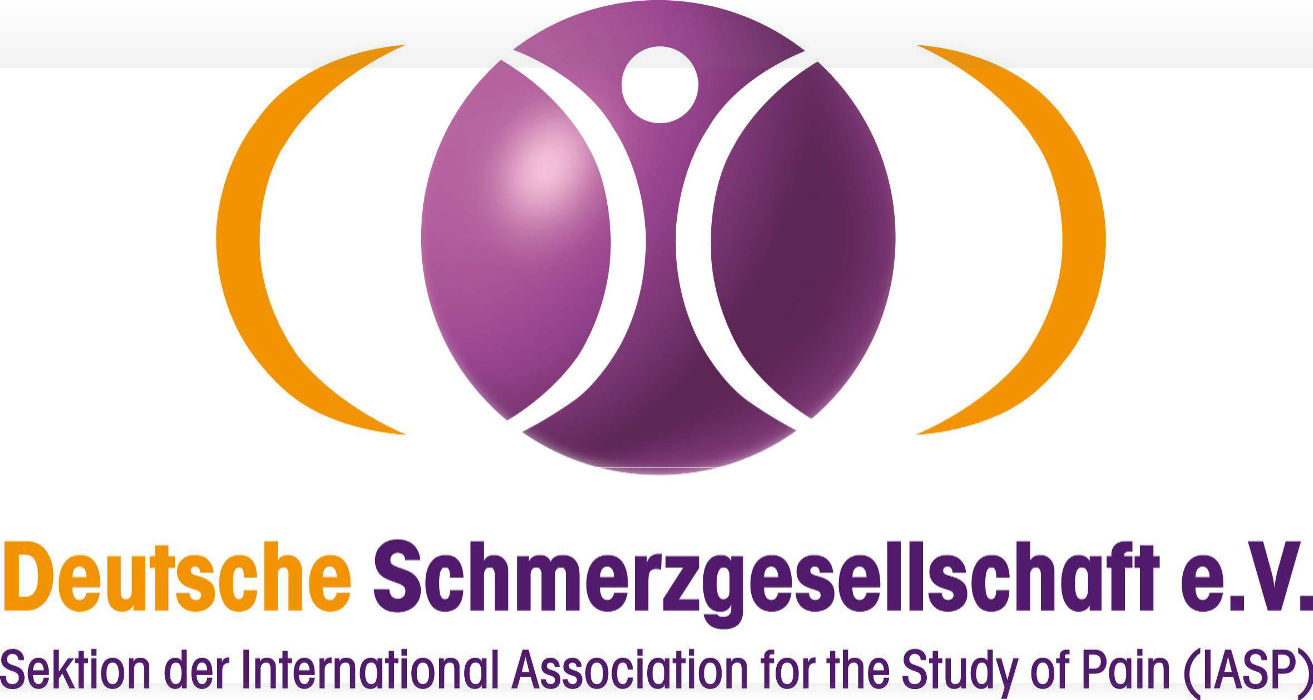 Deutsche Schmerzgesellschaft e.V.
Sektion der International Association for the Study of Pain (IASP)